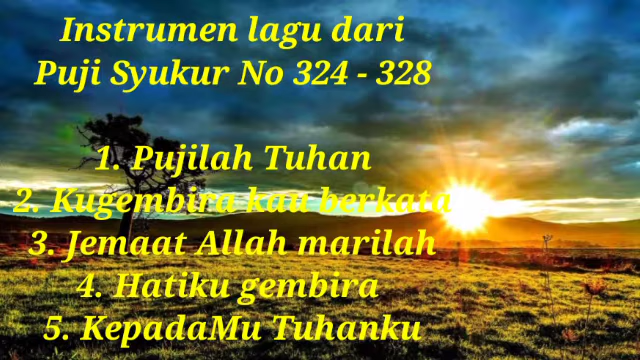 Instrumen lagu dari
Puji Syukur No 324 - 328
1. Pujilah Tuhan
2. Kugembira kau berkata
3. Jemaat Allah marilah
4. Hatiku gembira
5. KepadaMu Tuhanku